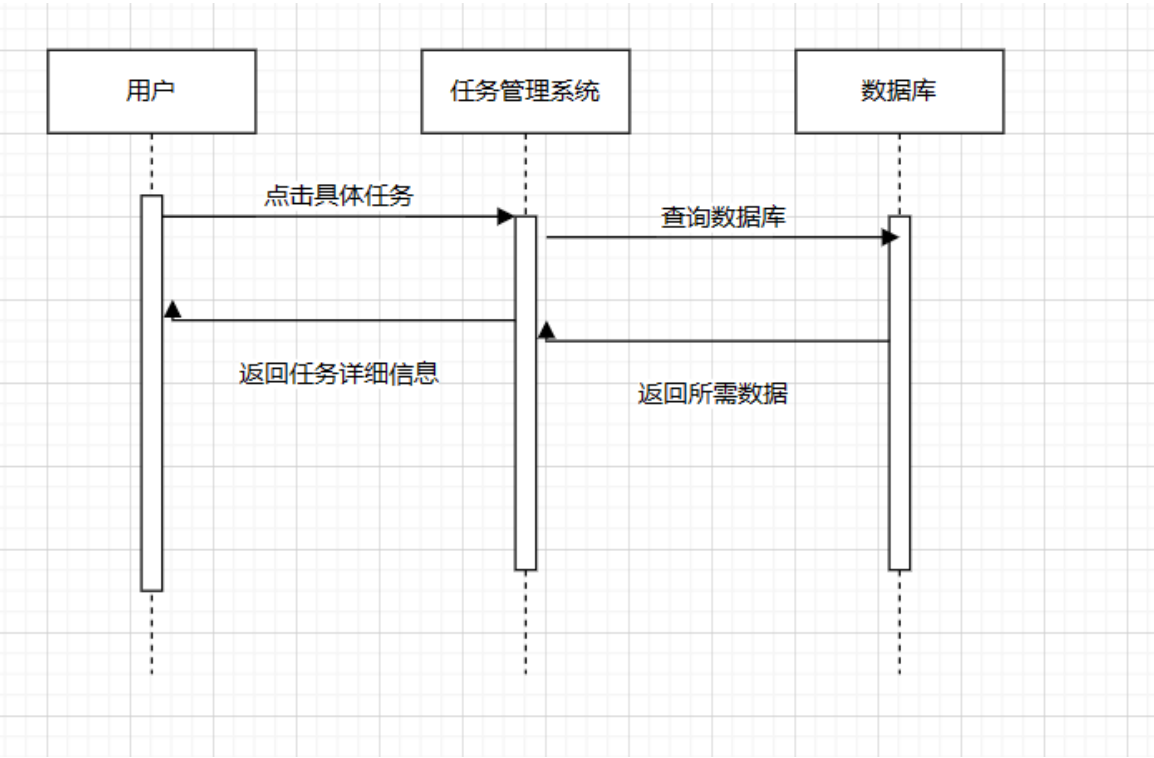 用户
任务管理系统
数据库
点击具体任务
查询数据库
返回任务详细信息
返回所需数据